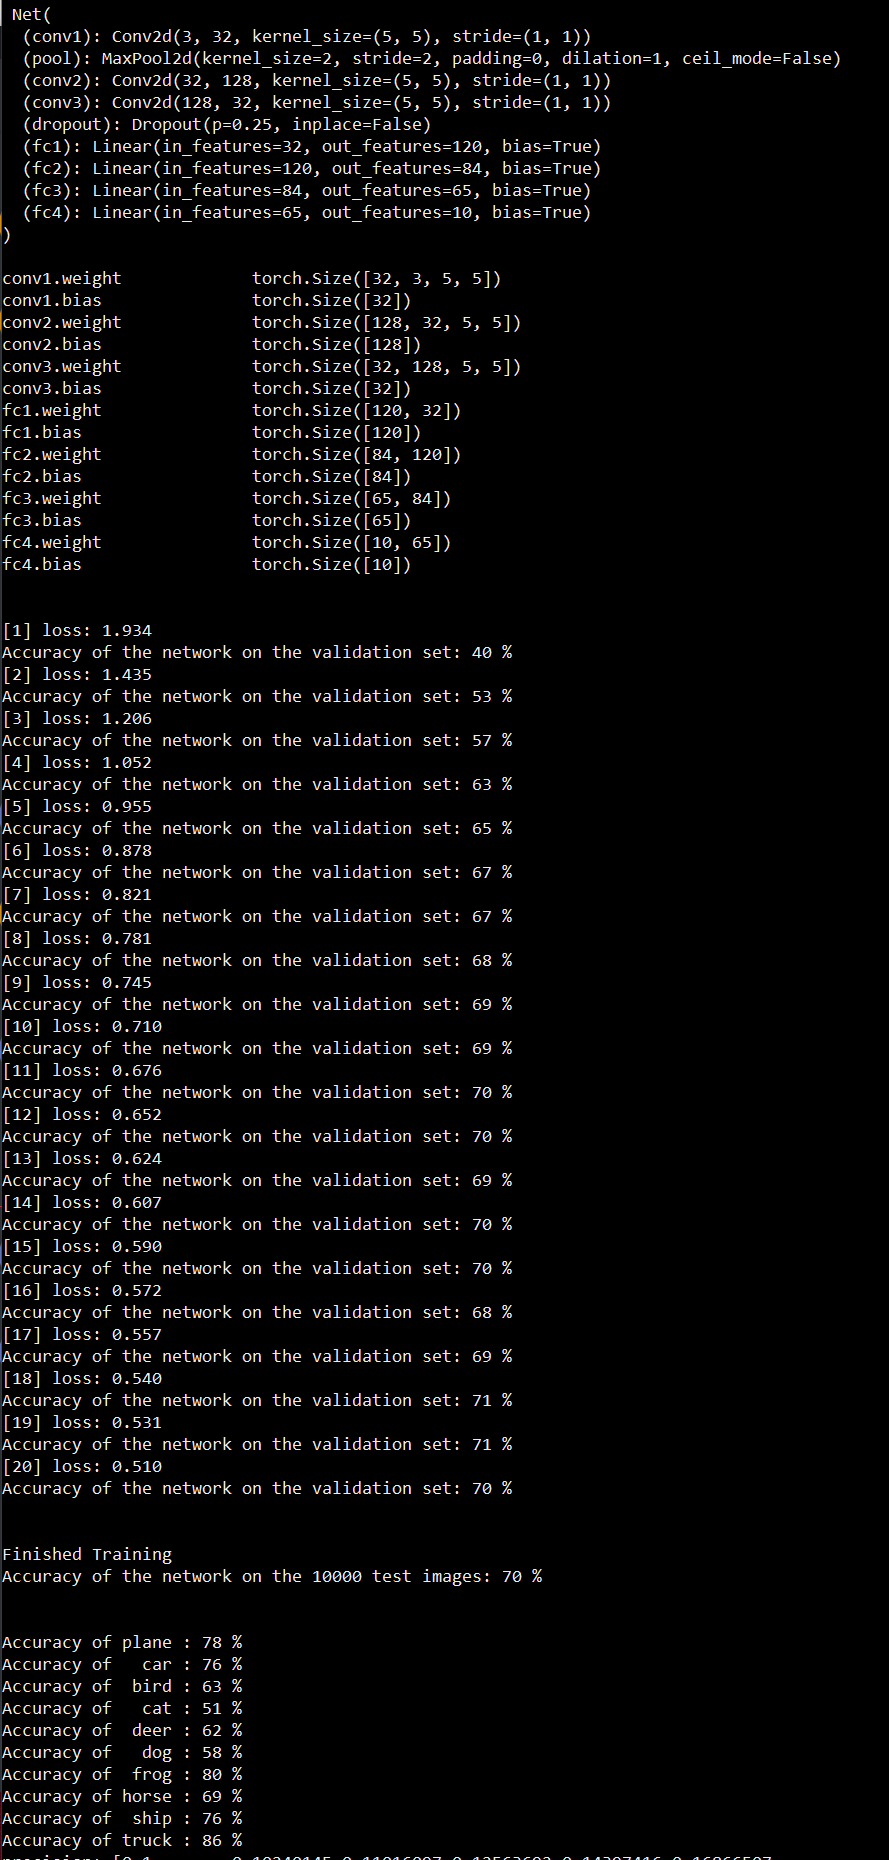 Net(
  (conv1): Conv2d(3, 32, kernel_size=(5, 5), stride=(1, 1))
  (pool): MaxPool2d(kernel_size=2, stride=2, padding=0, dilation=1, ceil_mode=False)
  (conv2): Conv2d(32, 128, kernel_size=(5, 5), stride=(1, 1))
  (conv3): Conv2d(128, 32, kernel_size=(5, 5), stride=(1, 1))
  (dropout): Dropout(p=0.25, inplace=False)
  (fc1): Linear(in_features=32, out_features=120, bias=True)
  (fc2): Linear(in_features=120, out_features=84, bias=True)
  (fc3): Linear(in_features=84, out_features=65, bias=True)
  (fc4): Linear(in_features=65, out_features=10, bias=True)
)
conv1.weight             torch.Size([32, 3, 5, 5])
conv1.bias               torch.Size([32])
conv2.weight             torch.Size([128, 32, 5, 5])
conv2.bias               torch.Size([128])
conv3.weight             torch.Size([32, 128, 5, 5])
conv3.bias               torch.Size([32])
fc1.weight               torch.Size([120, 32])
fc1.bias                 torch.Size([120])
fc2.weight               torch.Size([84, 120])
fc2.bias                 torch.Size([84])
fc3.weight               torch.Size([65, 84])
fc3.bias                 torch.Size([65])
fc4.weight               torch.Size([10, 65])
fc4.bias                 torch.Size([10])
[1] loss: 1.934
Accuracy of the network on the validation set: 40 %
[2] loss: 1.435
Accuracy of the network on the validation set: 53 %
[3] loss: 1.206
Accuracy of the network on the validation set: 57 %
[4] loss: 1.052
Accuracy of the network on the validation set: 63 %
[5] loss: 0.955
Accuracy of the network on the validation set: 65 %
[6] loss: 0.878
Accuracy of the network on the validation set: 67 %
[7] loss: 0.821
Accuracy of the network on the validation set: 67 %
[8] loss: 0.781
Accuracy of the network on the validation set: 68 %
[9] loss: 0.745
Accuracy of the network on the validation set: 69 %
[10] loss: 0.710
Accuracy of the network on the validation set: 69 %
[11] loss: 0.676
Accuracy of the network on the validation set: 70 %
[12] loss: 0.652
Accuracy of the network on the validation set: 70 %
[13] loss: 0.624
Accuracy of the network on the validation set: 69 %
[14] loss: 0.607
Accuracy of the network on the validation set: 70 %
[15] loss: 0.590
Accuracy of the network on the validation set: 70 %
[16] loss: 0.572
Accuracy of the network on the validation set: 68 %
[17] loss: 0.557
Accuracy of the network on the validation set: 69 %
[18] loss: 0.540
Accuracy of the network on the validation set: 71 %
[19] loss: 0.531
Accuracy of the network on the validation set: 71 %
[20] loss: 0.510
Accuracy of the network on the validation set: 70 %
Finished Training
Accuracy of the network on the 10000 test images: 70 %
Accuracy of plane : 78 %
Accuracy of   car : 76 %
Accuracy of  bird : 63 %
Accuracy of   cat : 51 %
Accuracy of  deer : 62 %
Accuracy of   dog : 58 %
Accuracy of  frog : 80 %
Accuracy of horse : 69 %
Accuracy of  ship : 76 %
Accuracy of truck : 86 %